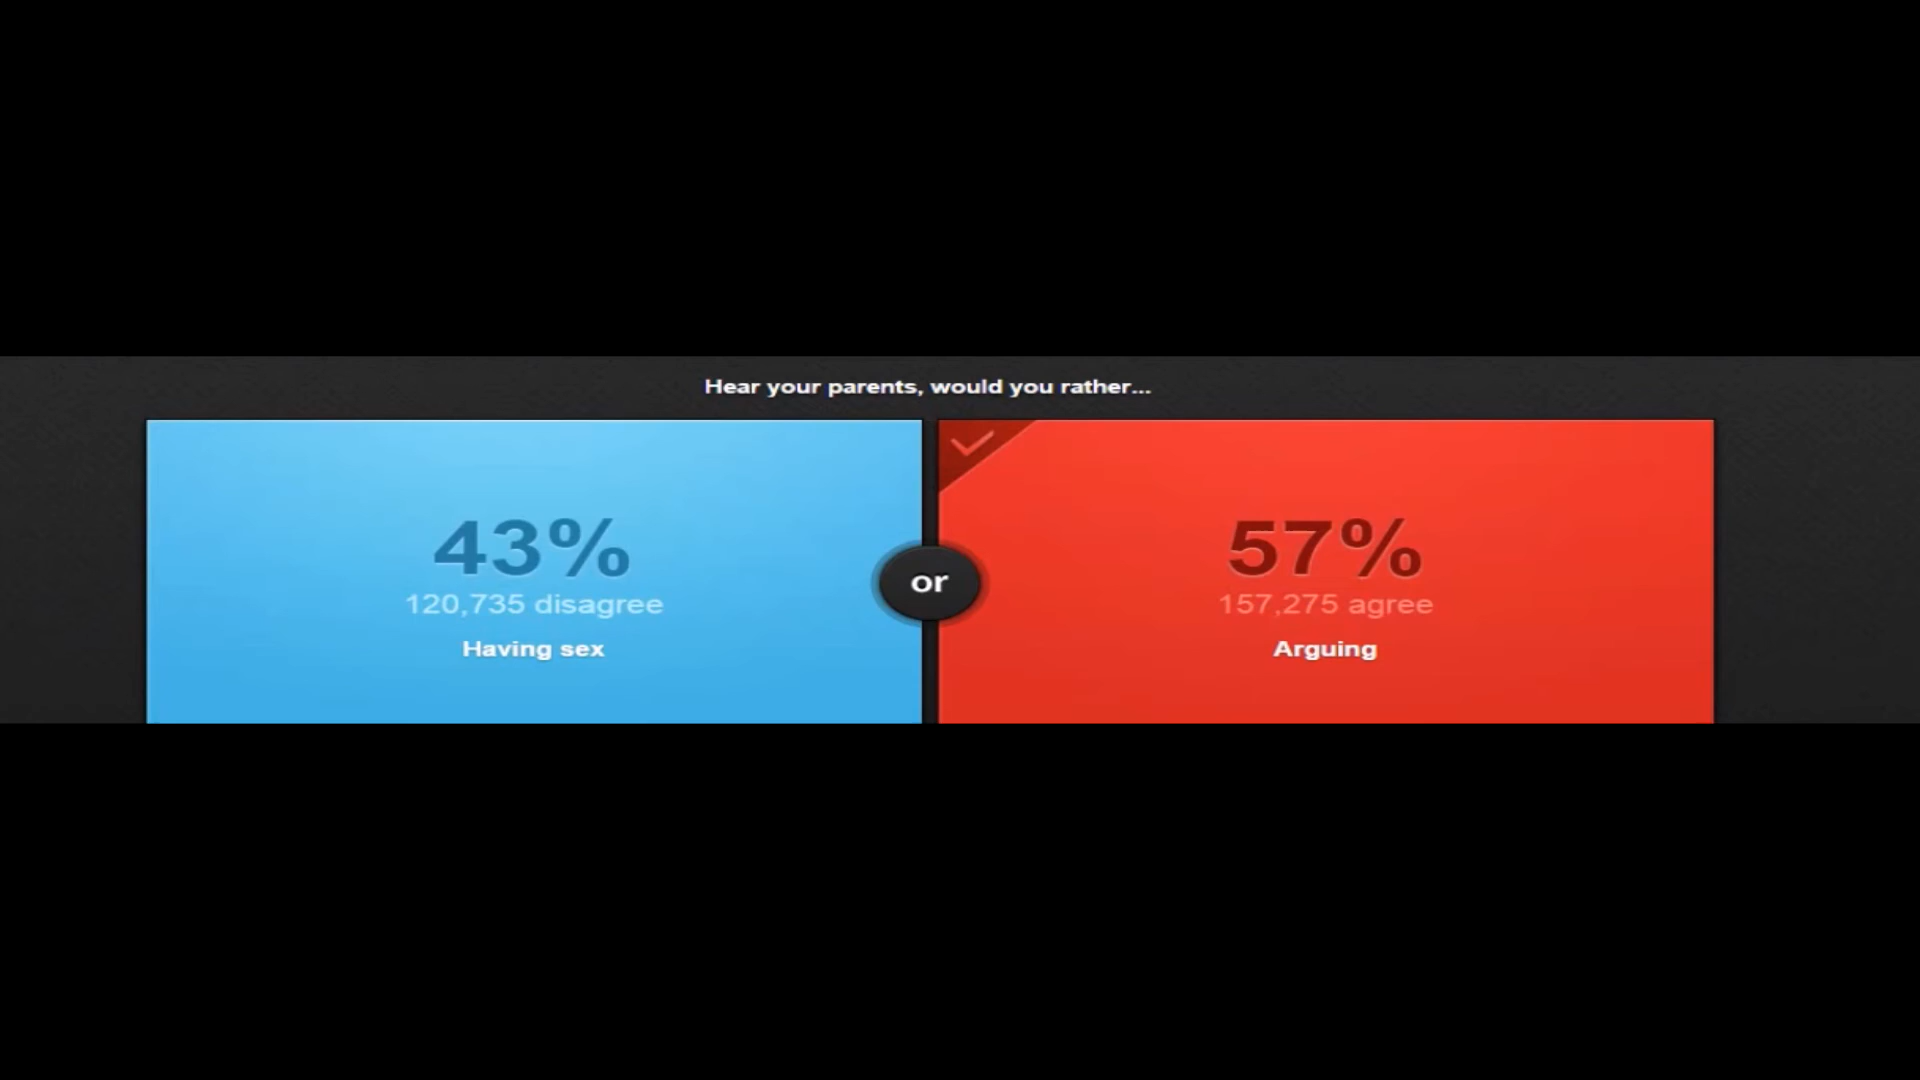 Hear your parents, would you rather...
43%
120,735 disagree
Having sex
or
57%
157,275 agree
Arguing